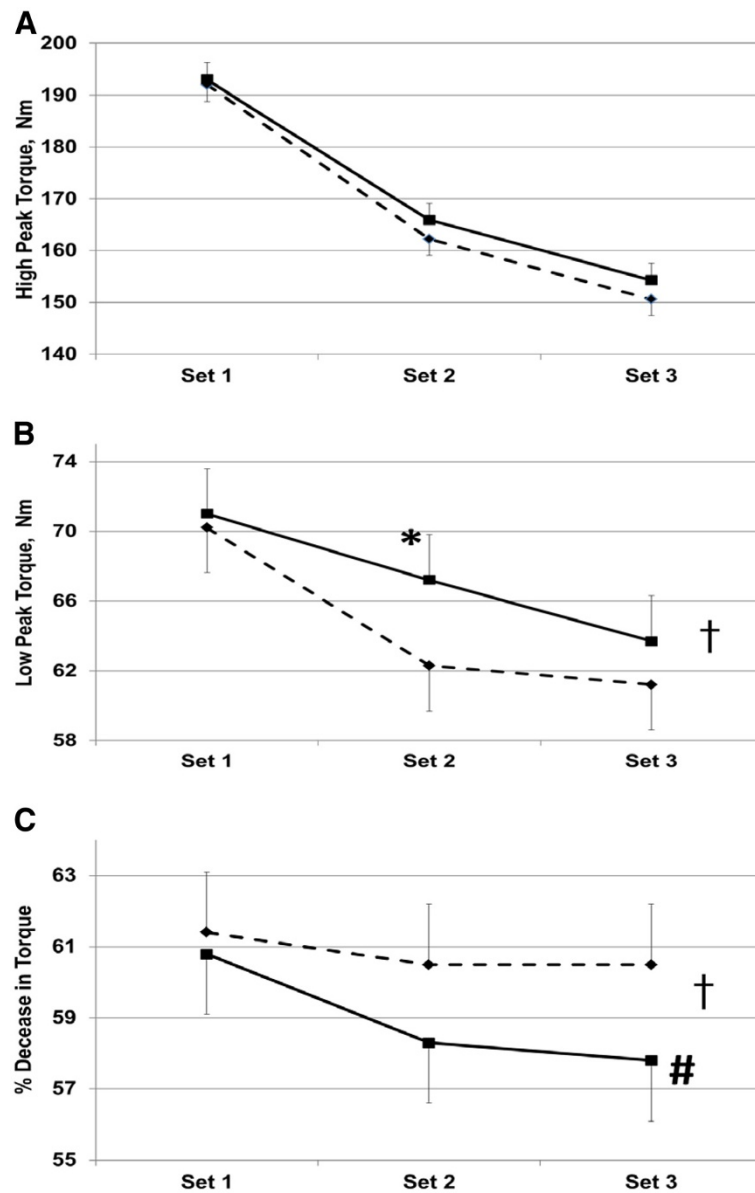 A
High Peak Torque, Nm
200
190
180
170
160
150
140
Set 1 Set 2 Set 3
B
Low Peak Torque, Nm
74
70
66
62
58
*
†
Set 1 Set 2 Set 3
C
% Decease in Torque
63
61
59
57
55
†
#
Set 1 Set 2 Set 3